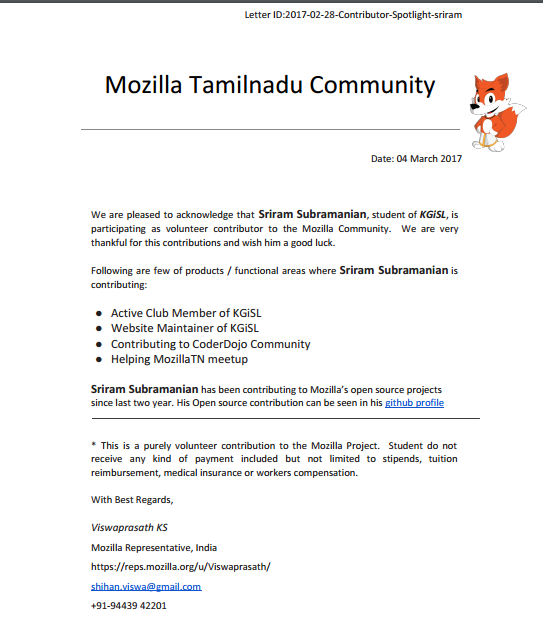 Letter ID:2017-02-28-Contributor-Spotlight-sriram
Mozilla Tamilnadu Community
Date: 04 March 2017
We are pleased to acknowledge that Sriram Subramanian, student of KGiSL, is
participating as volunteer contributor to the Mozilla Community. We are very
thankful for this contributions and wish him a good luck.
Following are few of products / functional areas where Sriram Subramanian is
contributing:
● Active Club Member of KGiSL
● Website Maintainer of KGiSL
● Contributing to CoderDojo Community
● Helping MozillaTN meetup
Sriram Subramanian has been contributing to Mozilla's open source projects
since last two year. His Open source contribution can be seen in his github profile
* This is a purely volunteer contribution to the Mozilla Project. Student do not
receive any kind of payment included but not limited to stipends, tuition
reimbursement, medical insurance or workers compensation.
With Best Regards,
Viswaprasath KS
Mozilla Representative, India
https://reps.mozilla.org/u/Viswaprasath/
shihan.viswa@gmail.com
+91-94439 42201